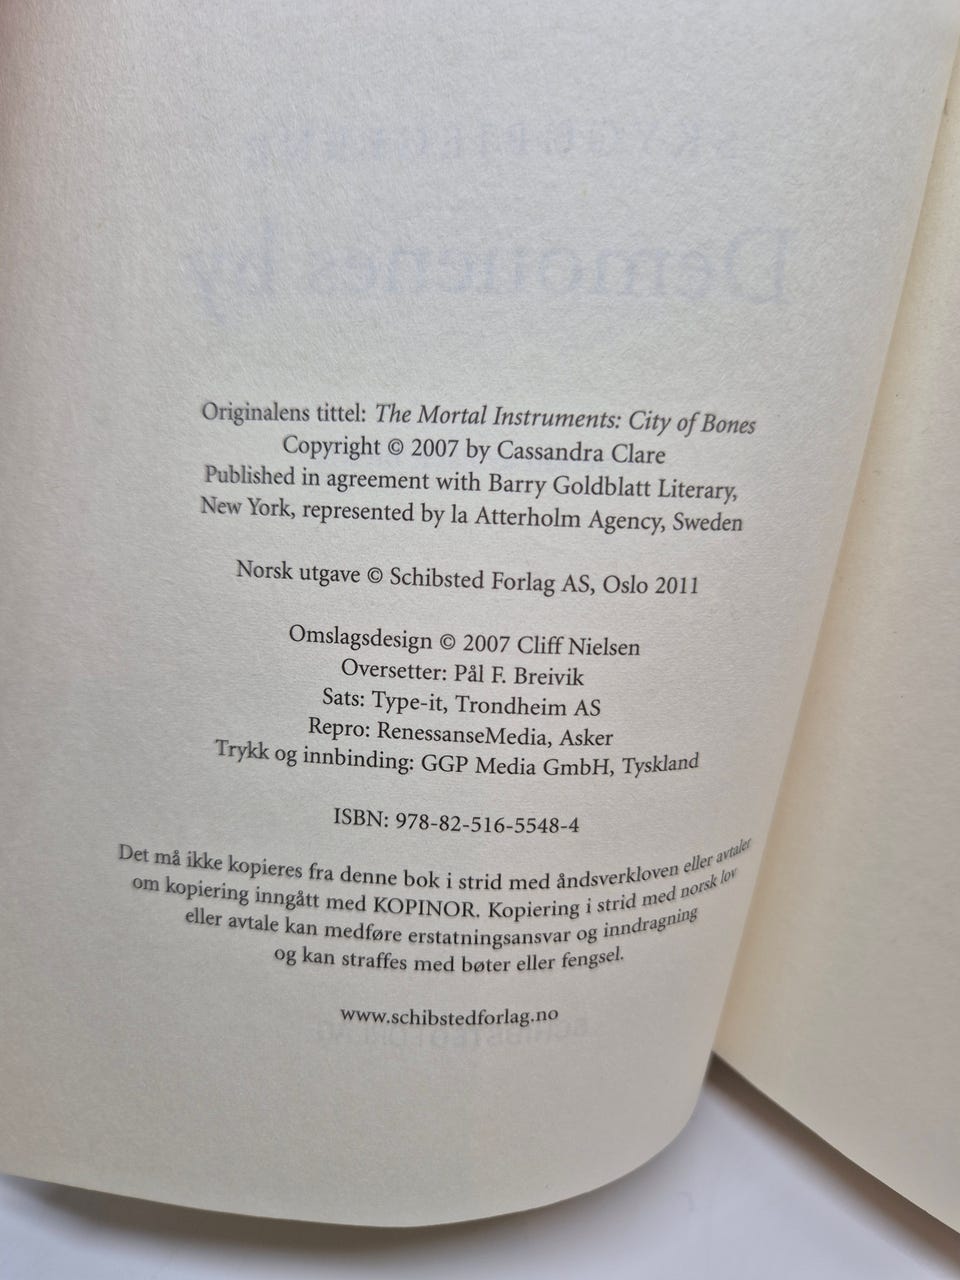 Originalens tittel: The Mortal Instruments: City of Bones
Copyright © 2007 by Cassandra Clare
Published in agreement with Barry Goldblatt Literary,
New York, represented by la Atterholm Agency, Sweden
Norsk utgave © Schibsted Forlag AS, Oslo 2011
Omslagsdesign © 2007 Cliff Nielsen
Oversetter: Pål F. Breivik
Sats: Type-it, Trondheim AS
Repro: RenessanseMedia, Asker
Trykk og innbinding: GGP Media GmbH, Tyskland
ISBN: 978-82-516-5548-4
Det må ikke kopieres fra denne bok i strid med åndsverkloven eller avtaler
om kopiering inngått med KOPINOR. Kopiering i strid med norsk lov
eller avtale kan medføre erstatningsansvar og inndragning
og kan straffes med bøter eller fengsel.
www.schibstedforlag.no